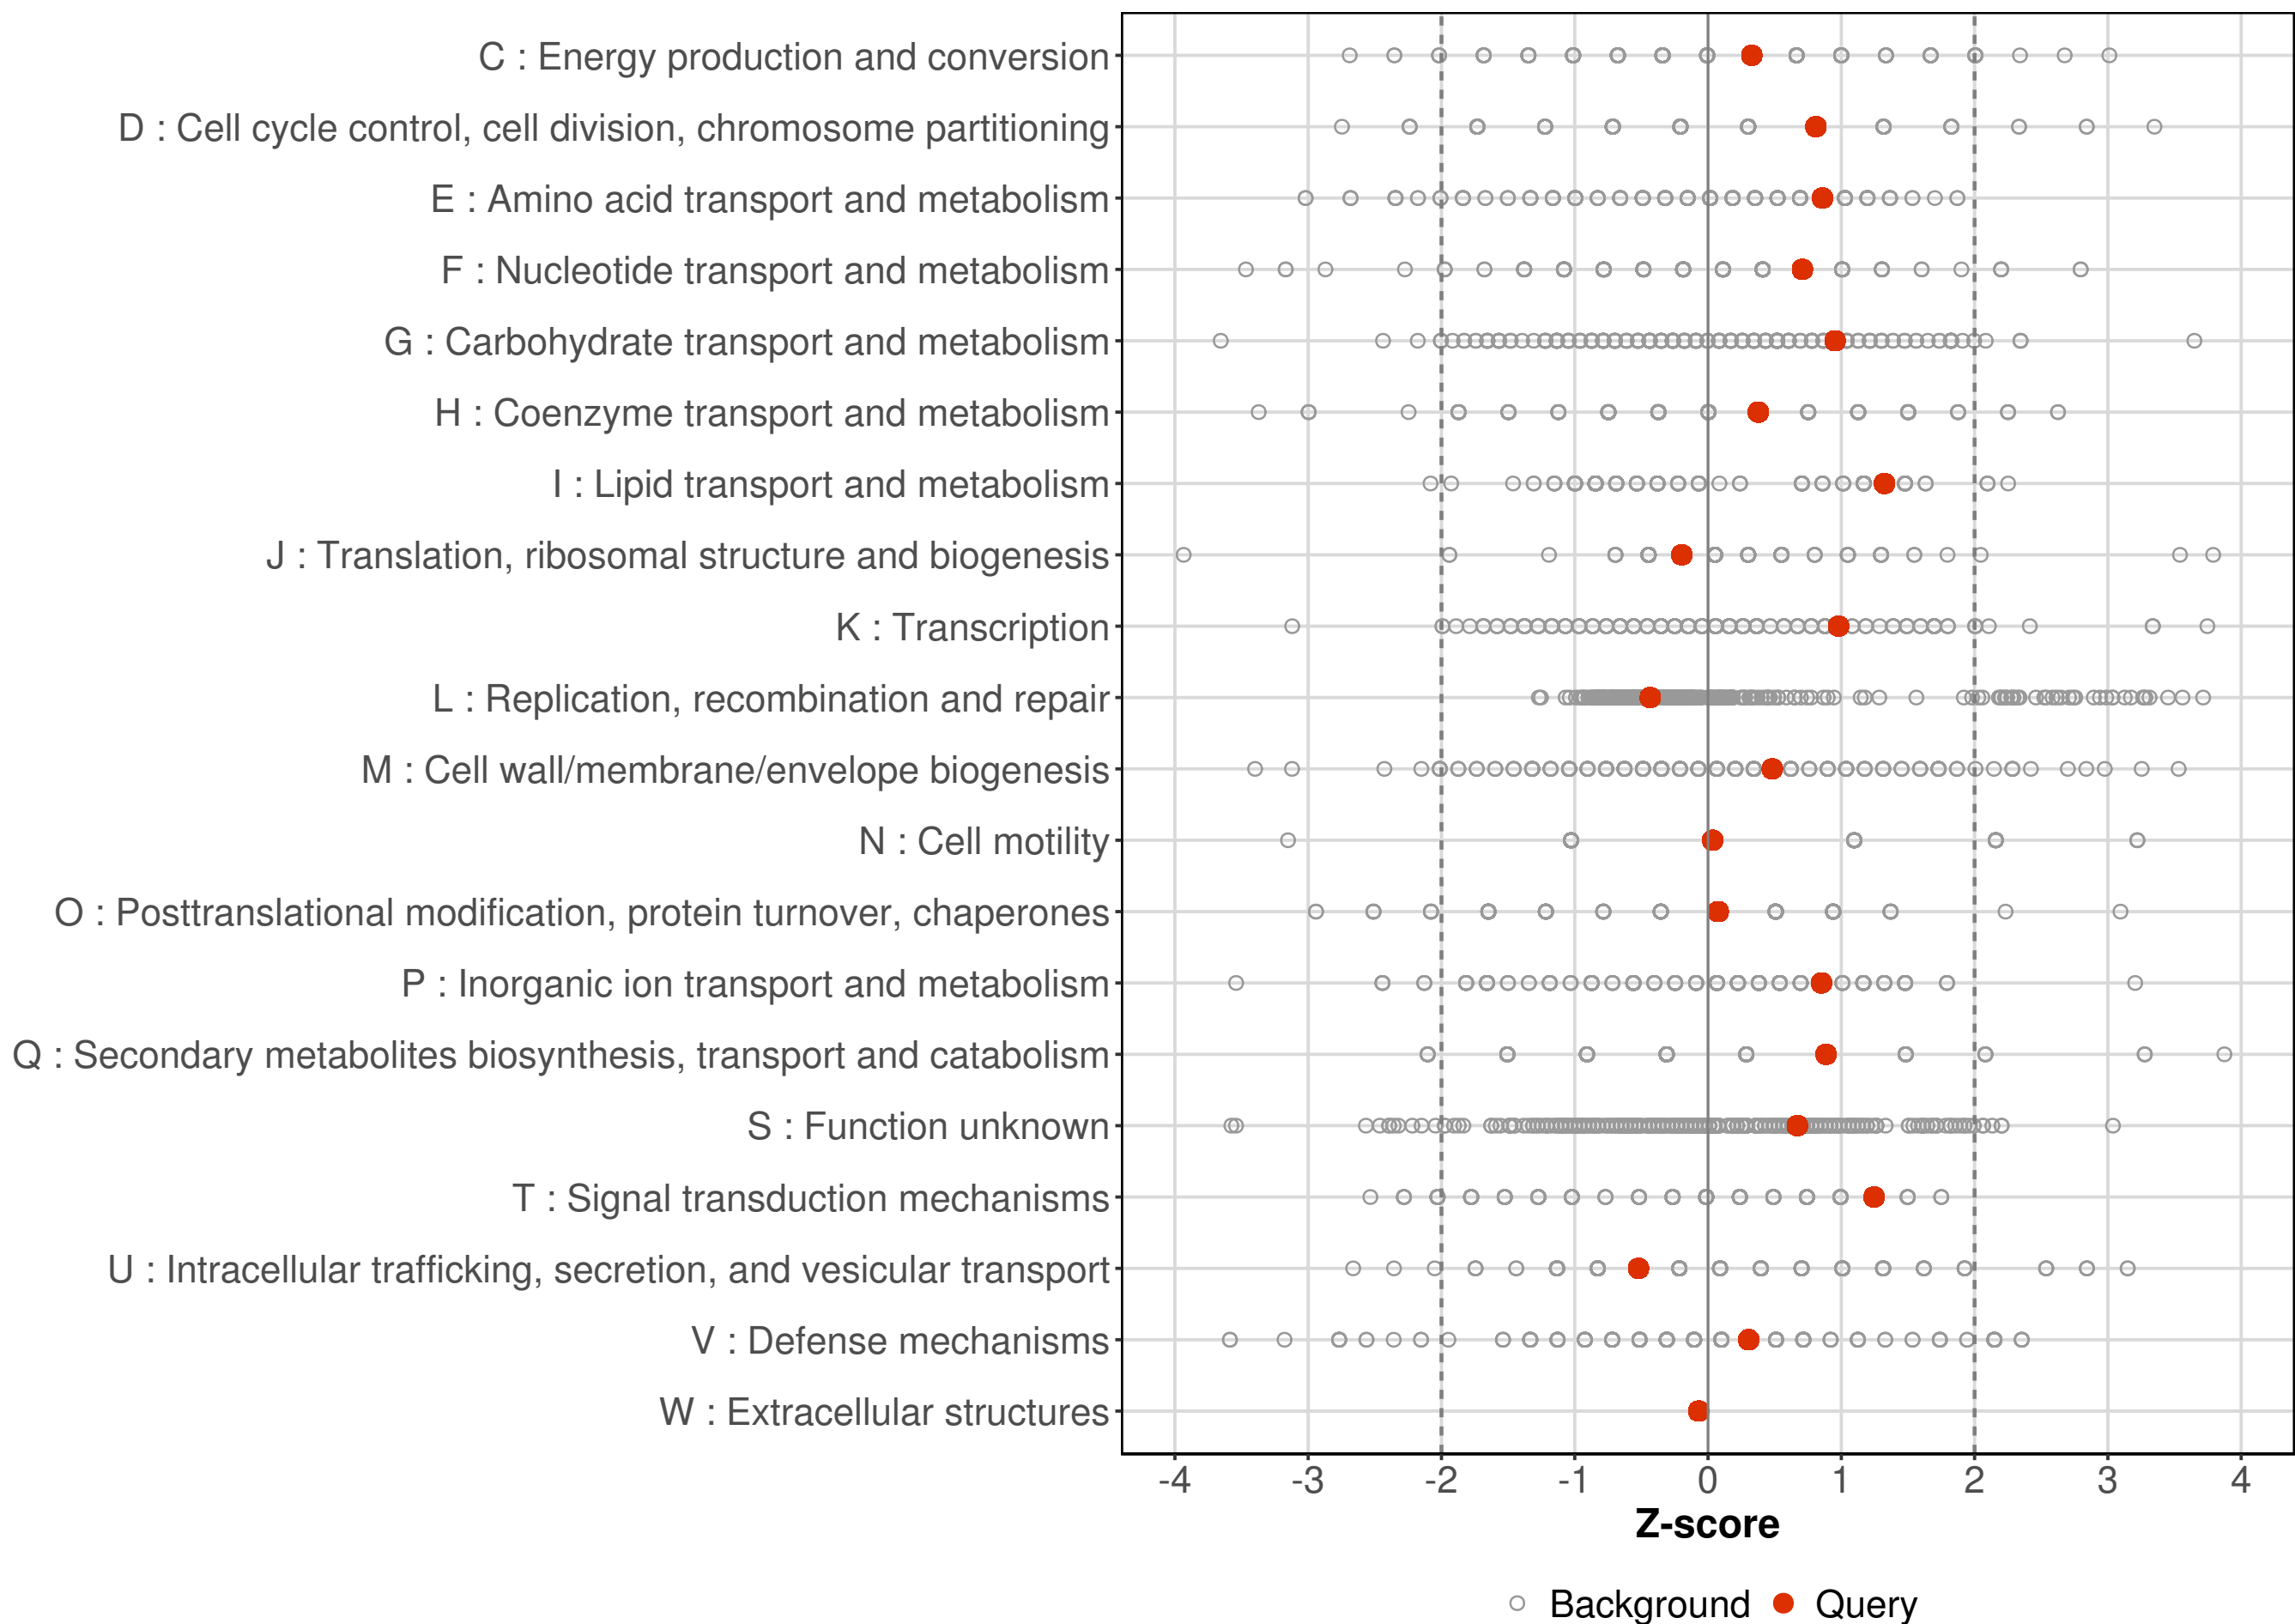 C : Energy production and conversion
D : Cell cycle control, cell division, chromosome partitioning
E : Amino acid transport and metabolism
F : Nucleotide transport and metabolism
G : Carbohydrate transport and metabolism
H : Coenzyme transport and metabolism
I : Lipid transport and metabolism
J : Translation, ribosomal structure and biogenesis
K : Transcription
L : Replication, recombination and repair
M : Cell wall/membrane/envelope biogenesis
N : Cell motility
O : Posttranslational modification, protein turnover, chaperones
P : Inorganic ion transport and metabolism
Q : Secondary metabolites biosynthesis, transport and catabolism
S : Function unknown
T : Signal transduction mechanisms
U : Intracellular trafficking, secretion, and vesicular transport
V : Defense mechanisms
W : Extracellular structures
-4 -3 -2 -1 0 1 2 3 4
Z-score
Background Query